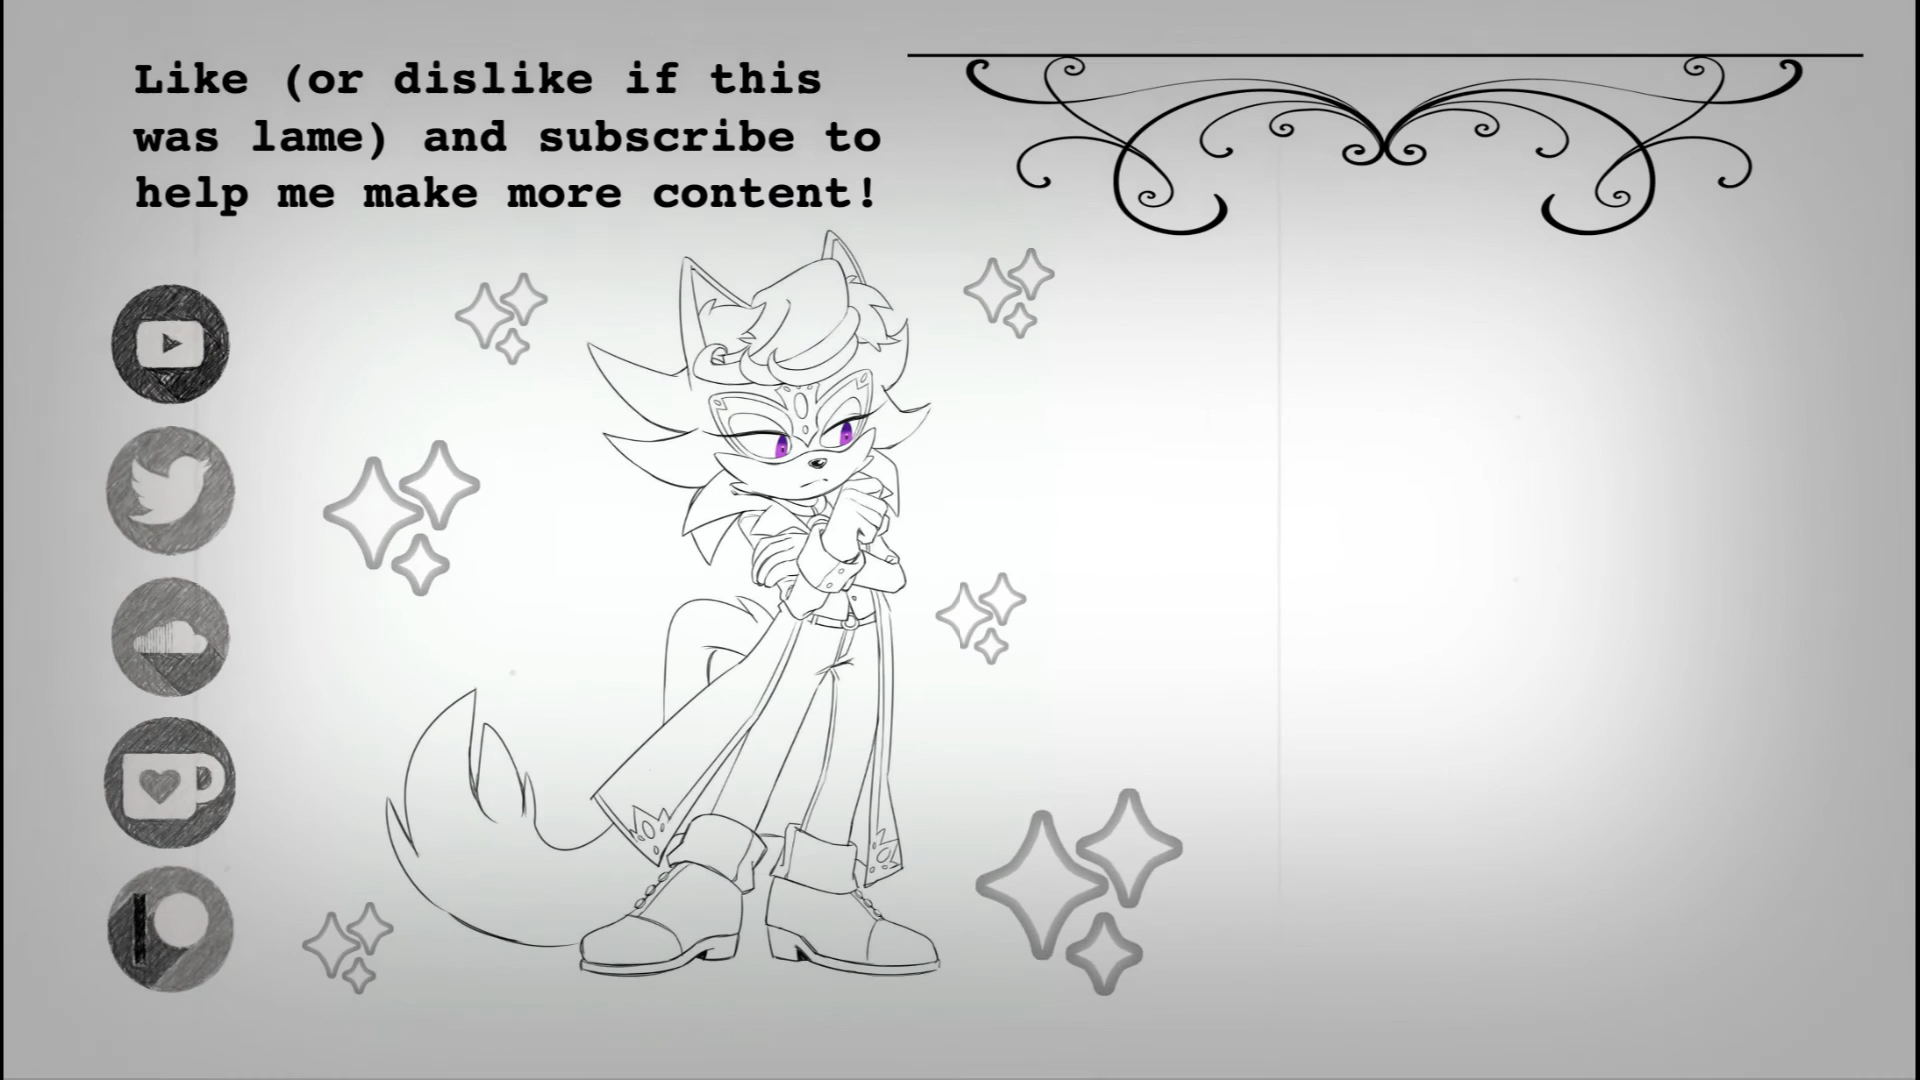 Like (or dislike if this
was lame) and subscribe to
help me make more content!